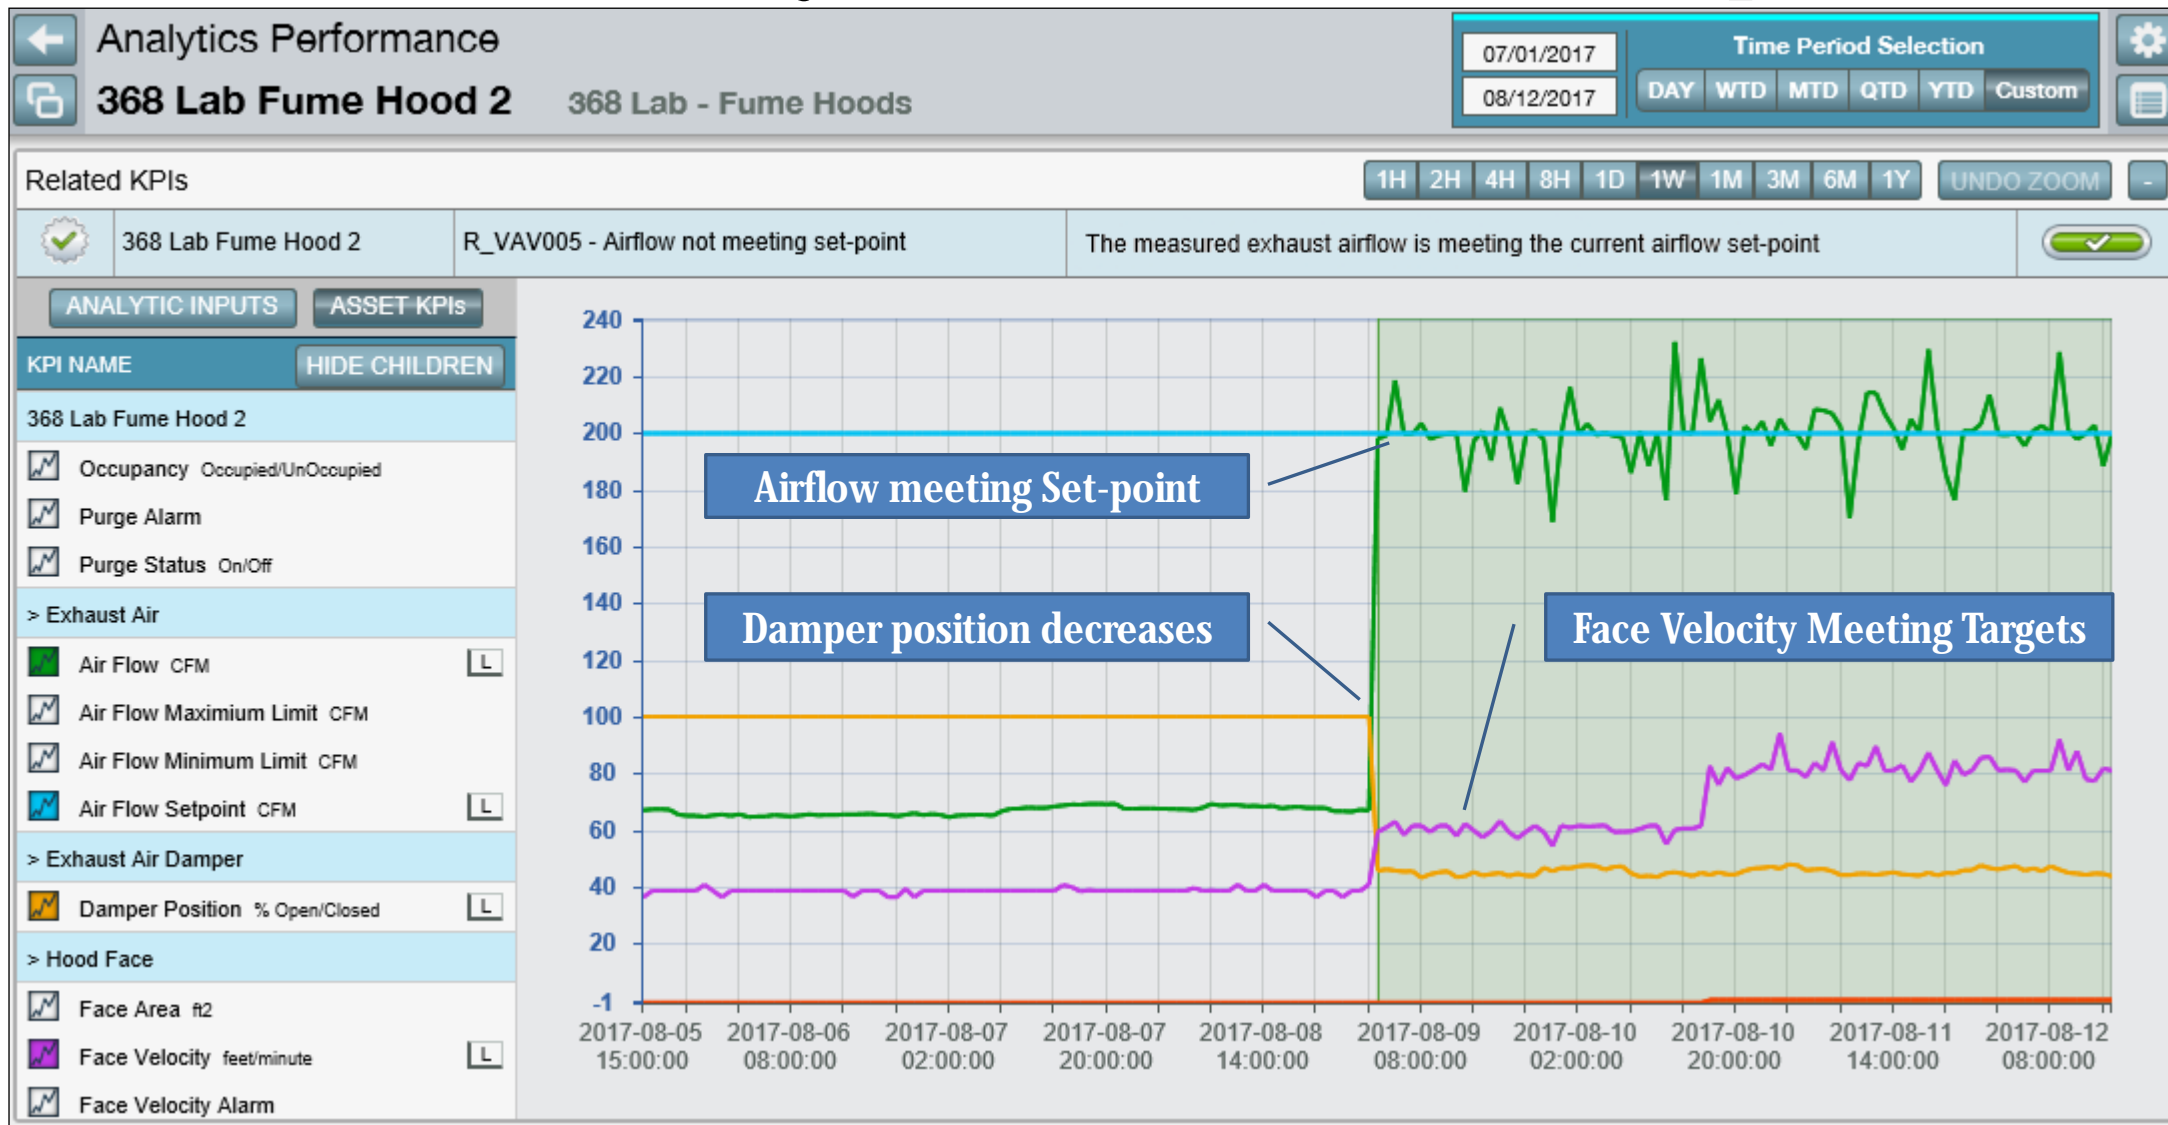 Analytics Performance
368 Lab Fume Hood 2 368 Lab - Fume Hoods
07/01/2017
08/12/2017
Time Period Selection
DAY WTD MTD QTD YTD Custom
Related KPIs
1H 2H 4H 8H 1D 1W 1M 3M 6M 1Y UNDO ZOOM -
368 Lab Fume Hood 2 R_VAV005 - Airflow not meeting set-point The measured exhaust airflow is meeting the current airflow set-point
ANALYTIC INPUTS ASSET KPIs
KPI NAME HIDE CHILDREN
368 Lab Fume Hood 2
Occupancy Occupied/UnOccupied
Purge Alarm
Purge Status On/Off
> Exhaust Air
Air Flow CFM L
Air Flow Maximium Limit CFM
Air Flow Minimum Limit CFM
Air Flow Setpoint CFM L
> Exhaust Air Damper
Damper Position % Open/Closed L
> Hood Face
Face Area ft2
Face Velocity feet/minute L
Face Velocity Alarm
240
220
200
180
160
140
120
100
80
60
40
20
-1
Airflow meeting Set-point
Damper position decreases
Face Velocity Meeting Targets
2017-08-05 2017-08-06 2017-08-07 2017-08-07 2017-08-08 2017-08-09 2017-08-10 2017-08-10 2017-08-11 2017-08-12
15:00:00 08:00:00 02:00:00 20:00:00 14:00:00 08:00:00 02:00:00 20:00:00 14:00:00 08:00:00